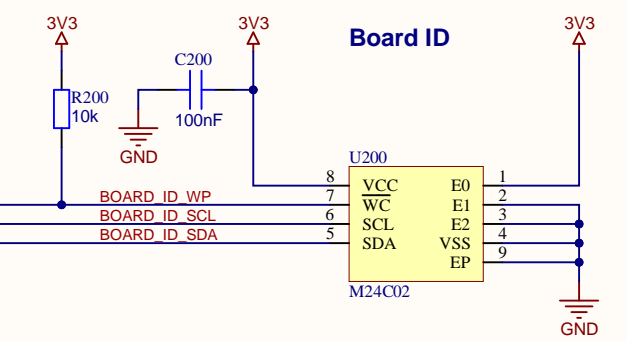 3V3
3V3
Board ID
3V3
C200
R200
10k
100nF
GND
U200
8
VCC
E0
1
BOARD_ID_WP
7
WC
E1
2
BOARD_ID_SCL
6
SCL
E2
3
BOARD_ID_SDA
5
SDA
VSS
4
EP
9
M24C02
GND